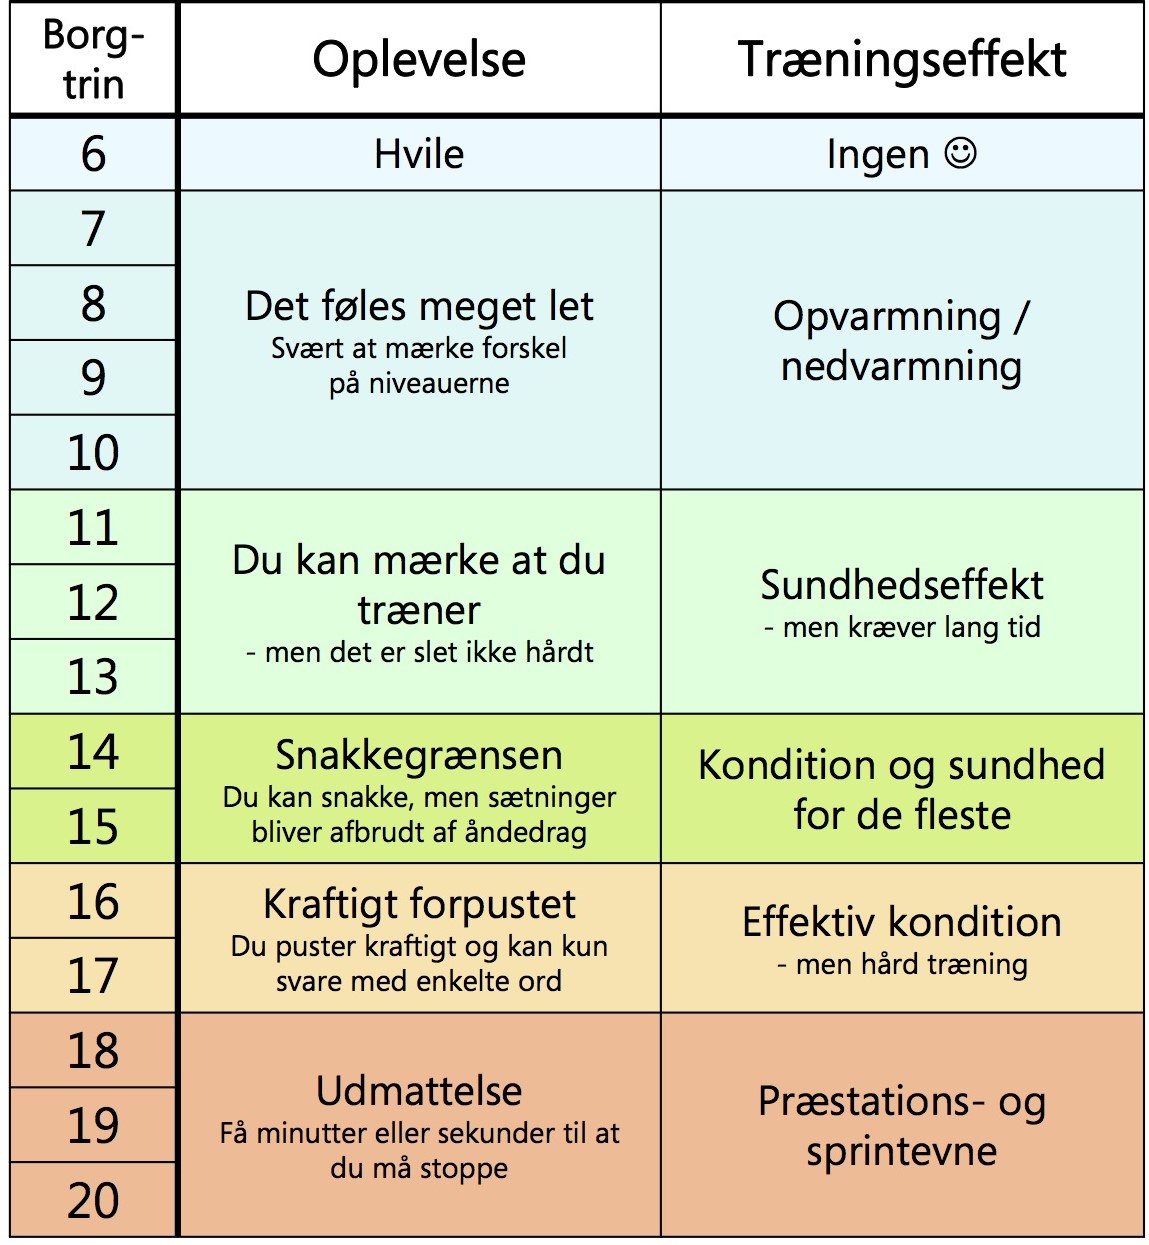 Borg-
trin
Oplevelse
Træningseffekt
6
Hvile
Ingen ☺
7
8
9
10
Det føles meget let
Svært at mærke forskel
på niveauerne
Opvarmning /
nedvarmning
11
12
13
Du kan mærke at du
træner
- men det er slet ikke hårdt
Sundhedseffekt
- men kræver lang tid
14
15
Snakkegrænsen
Du kan snakke, men sætninger
bliver afbrudt af åndedrag
Kondition og sundhed
for de fleste
16
17
Kraftigt forpustet
Du puster kraftigt og kan kun
svare med enkelte ord
Effektiv kondition
- men hård træning
18
19
20
Udmattelse
Få minutter eller sekunder til at
du må stoppe
Præstations- og
sprintevne